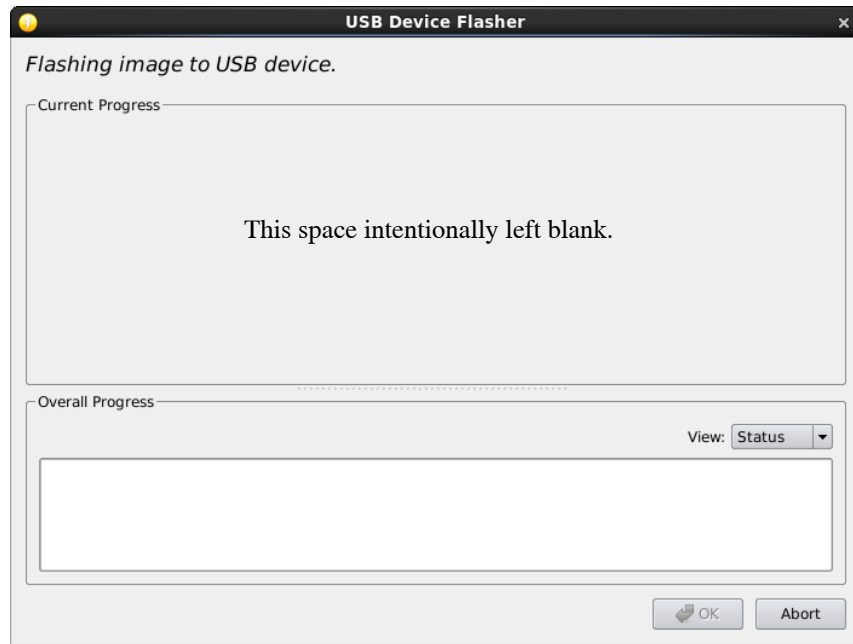 USB Device Flasher
Flashing image to USB device.
Current Progress
This space intentionally left blank.
Overall Progress
View: Status
OK Abort